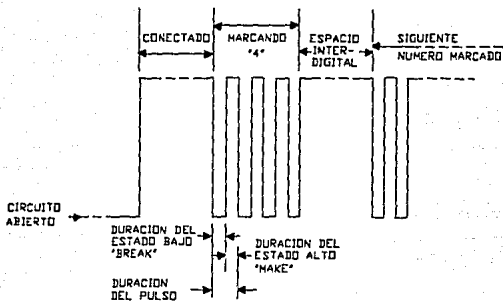 CONECTADO
MARCANDO
"4"
ESPACIO
INTER-
DIGITAL
SIGUIENTE
NUMERO MARCADO
CIRCUITO
ABIERTO
DURACION DEL
ESTADO BAJO
"BREAK"
DURACION DEL
ESTADO ALTO
"MAKE"
DURACION
DEL PULSO